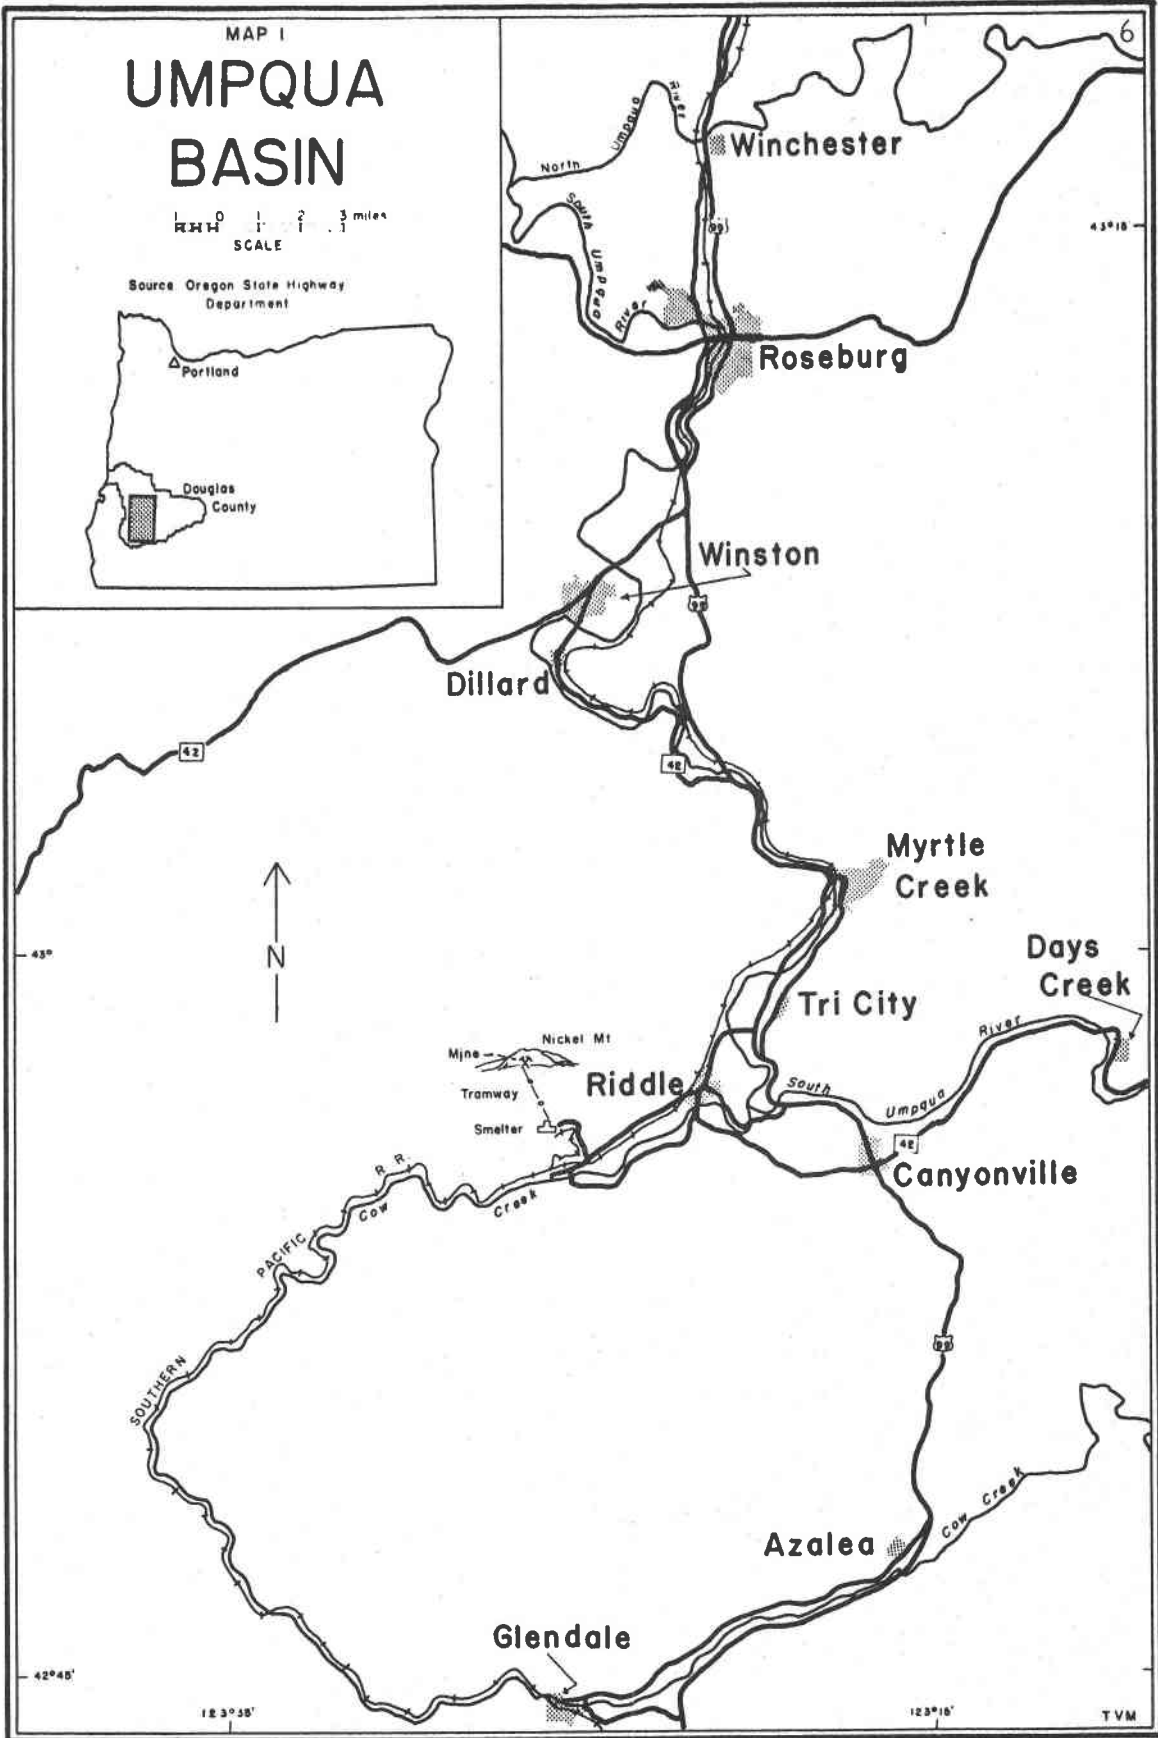 MAP I
UMPQUA
BASIN
1 0 1 2 3 miles
SCALE
Source Oregon State Highway
Department
Portland
Douglas
County
6
North Umpqua River
Winchester
99
43°15'
South Umpqua River
Roseburg
Winston
99
Dillard
42
42
Myrtle
Creek
43°
N
Days
Creek
Tri City
Nickel Mt
Mine
Tramway
Smelter
Riddle
South Umpqua River
42
Canyonville
SOUTHERN PACIFIC R. R.
Cow Creek
99
Azalea
Cow Creek
Glendale
42°45'
123°35'
123°15'
TVM